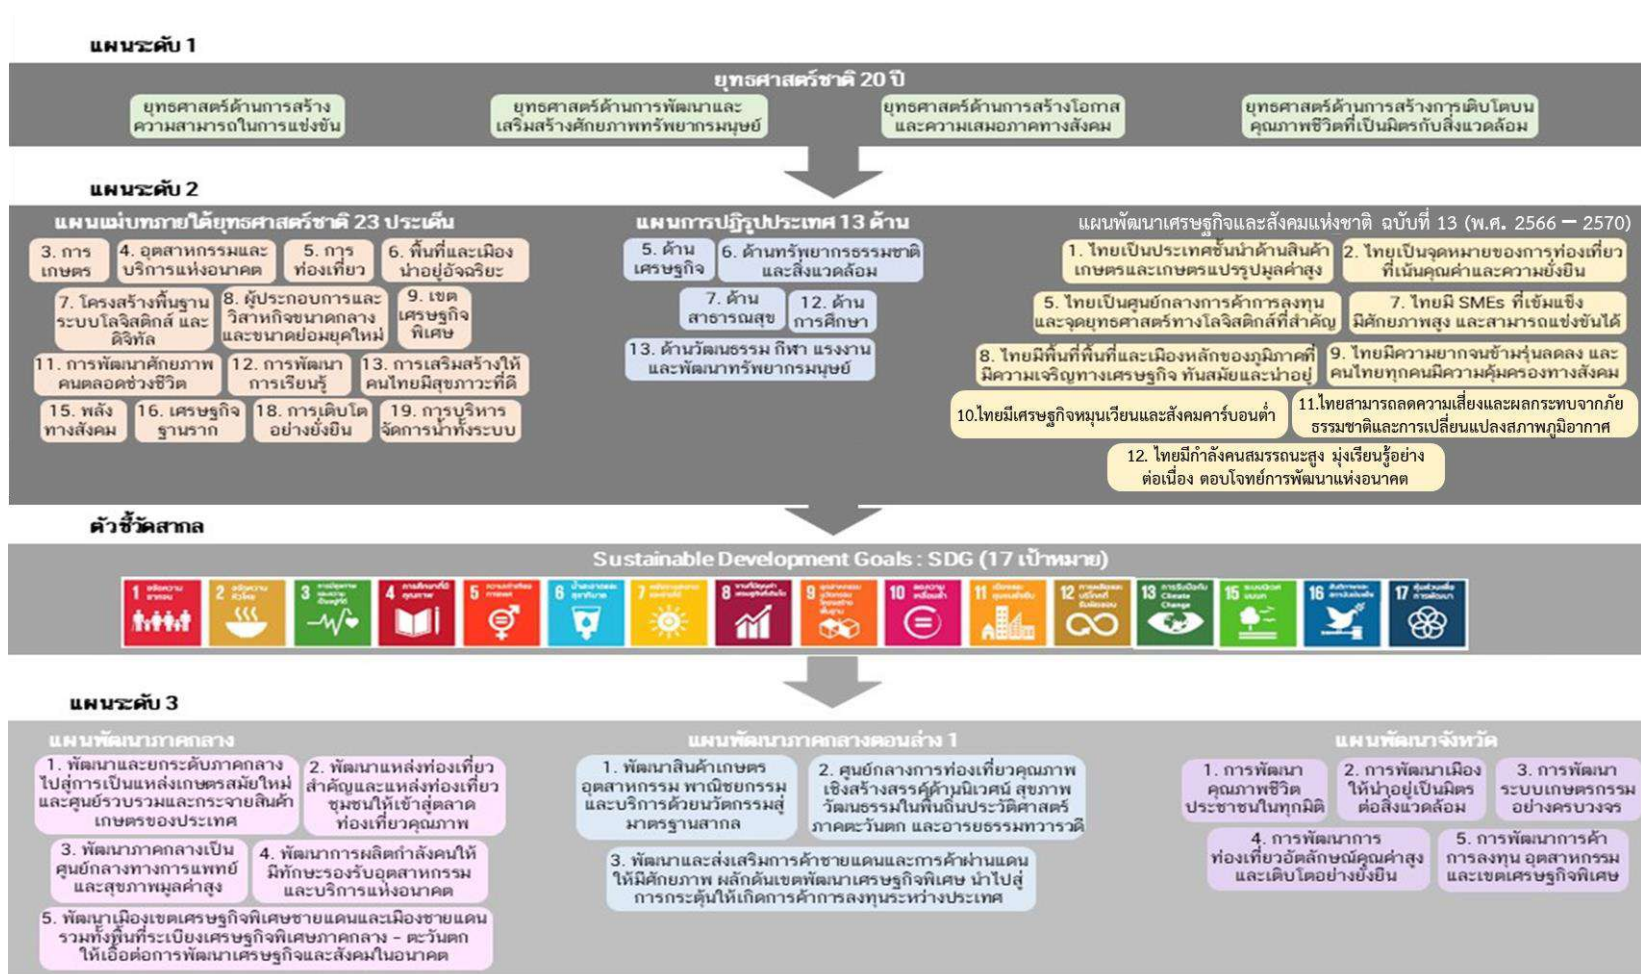 แผนระดับ 1
ยุทธศาสตร์ชาติ 20 ปี
ยุทธศาสตร์ด้านการสร้าง
ความสามารถในการแข่งขัน
ยุทธศาสตร์ด้านการพัฒนาและ
เสริมสร้างศักยภาพทรัพยากรมนุษย์
ยุทธศาสตร์ด้านการสร้างโอกาส
และความเสมอภาคทางสังคม
ยุทธศาสตร์ด้านการสร้างการเติบโตบน
คุณภาพชีวิตที่เป็นมิตรกับสิ่งแวดล้อม
แผนระดับ 2
แผนแม่บทภายใต้ยุทธศาสตร์ชาติ 23 ประเด็น
3. การ
เกษตร
4. อุตสาหกรรมและ
บริการแห่งอนาคต
5. การ
ท่องเที่ยว
6. พื้นที่และเมือง
น่าอยู่อัจฉริยะ
7. โครงสร้างพื้นฐาน
ระบบโลจิสติกส์ และ
ดิจิทัล
8. ผู้ประกอบการและ
วิสาหกิจขนาดกลาง
และขนาดย่อมยุคใหม่
9. เขต
เศรษฐกิจ
พิเศษ
11. การพัฒนาศักยภาพ
คนตลอดช่วงชีวิต
12. การพัฒนา
การเรียนรู้
13. การเสริมสร้างให้
คนไทยมีสุขภาวะที่ดี
15. พลัง
ทางสังคม
16. เศรษฐกิจ
ฐานราก
18. การเติบโต
อย่างยั่งยืน
19. การบริหาร
จัดการน้ำทั้งระบบ
แผนการปฏิรูปประเทศ 13 ด้าน
5. ด้าน
เศรษฐกิจ
6. ด้านทรัพยากรธรรมชาติ
และสิ่งแวดล้อม
7. ด้าน
สาธารณสุข
12. ด้าน
การศึกษา
13. ด้านวัฒนธรรม กีฬา แรงงาน
และพัฒนาทรัพยากรมนุษย์
แผนพัฒนาเศรษฐกิจและสังคมแห่งชาติ ฉบับที่ 13 (พ.ศ. 2566 – 2570)
1. ไทยเป็นประเทศชั้นนำด้านสินค้า
เกษตรและเกษตรแปรรูปมูลค่าสูง
2. ไทยเป็นจุดหมายของการท่องเที่ยว
ที่เน้นคุณค่าและความยั่งยืน
5. ไทยเป็นศูนย์กลางการค้าการลงทุน
และจุดยุทธศาสตร์ทางโลจิสติกส์ที่สำคัญ
7. ไทยมี SMEs ที่เข้มแข็ง
มีศักยภาพสูง และสามารถแข่งขันได้
8. ไทยมีพื้นที่พื้นที่และเมืองหลักของภูมิภาคที่
มีความเจริญทางเศรษฐกิจ ทันสมัยและน่าอยู่
9. ไทยมีความยากจนข้ามรุ่นลดลง และ
คนไทยทุกคนมีความคุ้มครองทางสังคม
10.ไทยมีเศรษฐกิจหมุนเวียนและสังคมคาร์บอนต่ำ
11.ไทยสามารถลดความเสี่ยงและผลกระทบจากภัย
ธรรมชาติและการเปลี่ยนแปลงสภาพภูมิอากาศ
12. ไทยมีกำลังคนสมรรถนะสูง มุ่งเรียนรู้อย่าง
ต่อเนื่อง ตอบโจทย์การพัฒนาแห่งอนาคต
ตัวชี้วัดสากล
Sustainable Development Goals : SDG (17 เป้าหมาย)
1
2
3
4
5
6
7
8
9
10
11
12
13
Climate
Change
15
16
17
แผนระดับ 3
แผนพัฒนาภาคกลาง
1. พัฒนาและยกระดับภาคกลาง
ไปสู่การเป็นแหล่งเกษตรสมัยใหม่
และศูนย์รวบรวมและกระจายสินค้า
เกษตรของประเทศ
2. พัฒนาแหล่งท่องเที่ยว
สำคัญและแหล่งท่องเที่ยว
ชุมชนให้เข้าสู่ตลาด
ท่องเที่ยวคุณภาพ
3. พัฒนาภาคกลางเป็น
ศูนย์กลางทางการแพทย์
และสุขภาพมูลค่าสูง
4. พัฒนาการผลิตกำลังคนให้
มีทักษะรองรับอุตสาหกรรม
และบริการแห่งอนาคต
5. พัฒนาเมืองเขตเศรษฐกิจพิเศษชายแดนและเมืองชายแดน
รวมทั้งพื้นที่ระเบียงเศรษฐกิจพิเศษภาคกลาง - ตะวันตก
ให้เอื้อต่อการพัฒนาเศรษฐกิจและสังคมในอนาคต
แผนพัฒนาภาคกลางตอนล่าง 1
1. พัฒนาสินค้าเกษตร
อุตสาหกรรม พาณิชยกรรม
และบริการด้วยนวัตกรรมสู่
มาตรฐานสากล
2. ศูนย์กลางการท่องเที่ยวคุณภาพ
เชิงสร้างสรรค์ด้านนิเวศน์ สุขภาพ
วัฒนธรรมในพื้นถิ่นประวัติศาสตร์
ภาคตะวันตก และอารยธรรมทวารวดี
3. พัฒนาและส่งเสริมการค้าชายแดนและการค้าผ่านแดน
ให้มีศักยภาพ ผลักดันเขตพัฒนาเศรษฐกิจพิเศษ นำไปสู่
การกระตุ้นให้เกิดการค้าการลงทุนระหว่างประเทศ
แผนพัฒนาจังหวัด
1. การพัฒนา
คุณภาพชีวิต
ประชาชนในทุกมิติ
2. การพัฒนาเมือง
ให้น่าอยู่เป็นมิตร
ต่อสิ่งแวดล้อม
3. การพัฒนา
ระบบเกษตรกรรม
อย่างครบวงจร
4. การพัฒนาการ
ท่องเที่ยวอัตลักษณ์คุณค่าสูง
และเติบโตอย่างยั่งยืน
5. การพัฒนาการค้า
การลงทุน อุตสาหกรรม
และเขตเศรษฐกิจพิเศษ